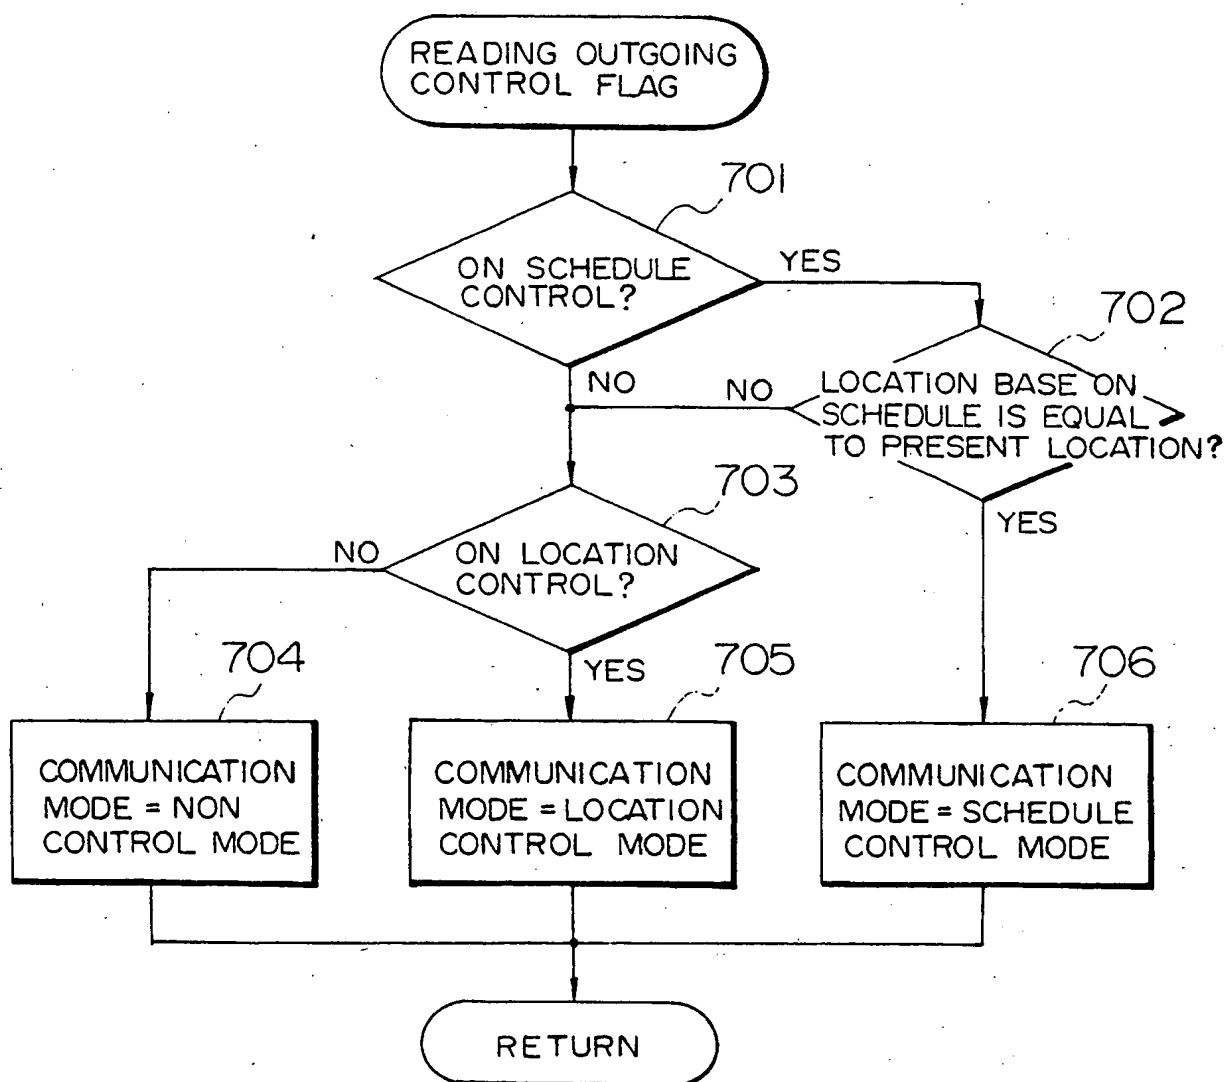 READING OUTGOING
CONTROL FLAG
701
ON SCHEDULE
CONTROL?
YES
NO
702
LOCATION BASE ON
SCHEDULE IS EQUAL
TO PRESENT LOCATION?
NO
YES
703
ON LOCATION
CONTROL?
NO
YES
704
COMMUNICATION
MODE = NON
CONTROL MODE
705
COMMUNICATION
MODE = LOCATION
CONTROL MODE
706
COMMUNICATION
MODE = SCHEDULE
CONTROL MODE
RETURN